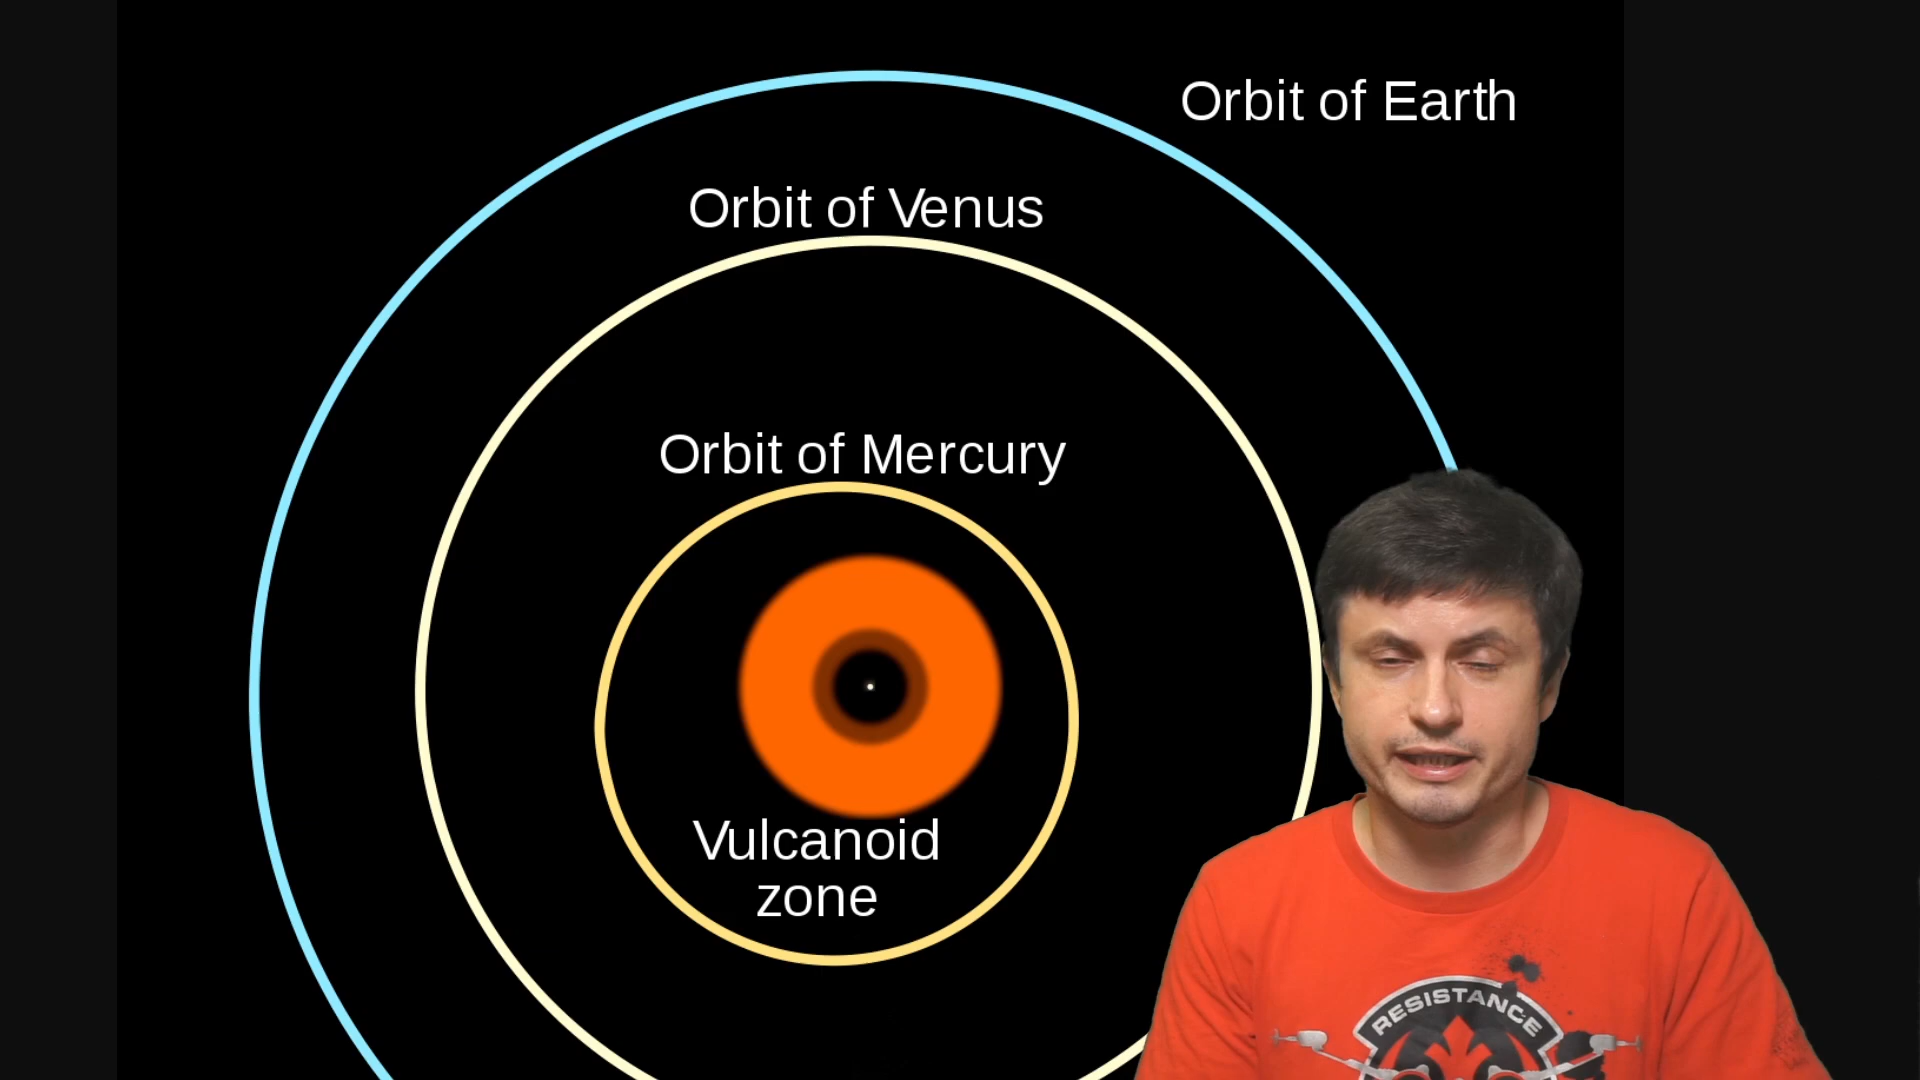 Orbit of Earth
Orbit of Venus
Orbit of Mercury
Vulcanoid
zone
RESISTANCE